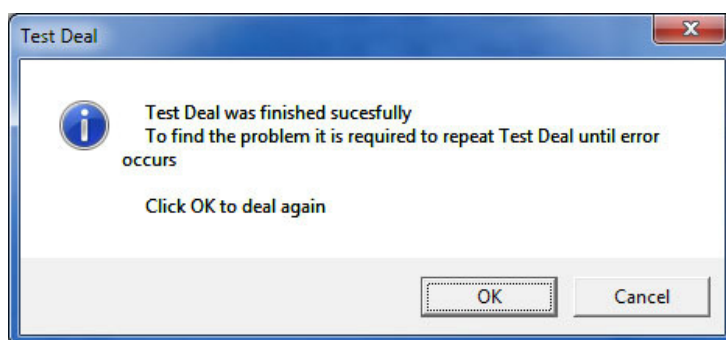 Test Deal
Test Deal was finished sucesfully
To find the problem it is required to repeat Test Deal until error
occurs
Click OK to deal again
OK
Cancel